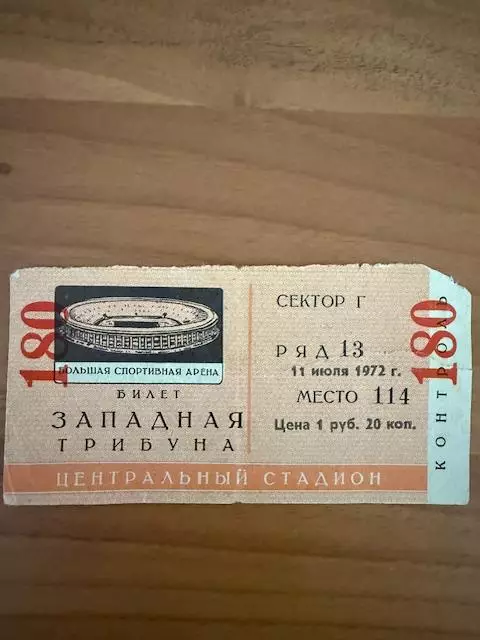 180
БОЛЬШАЯ СПОРТИВНАЯ АРЕНА
БИЛЕТ
ЗАПАДНАЯ
ТРИБУНА
СЕКТОР Г
РЯД 13
11 июля 1972 г.
МЕСТО 114
Цена 1 руб. 20 коп.
ЦЕНТРАЛЬНЫЙ СТАДИОН
180
КОНТРОЛЬ